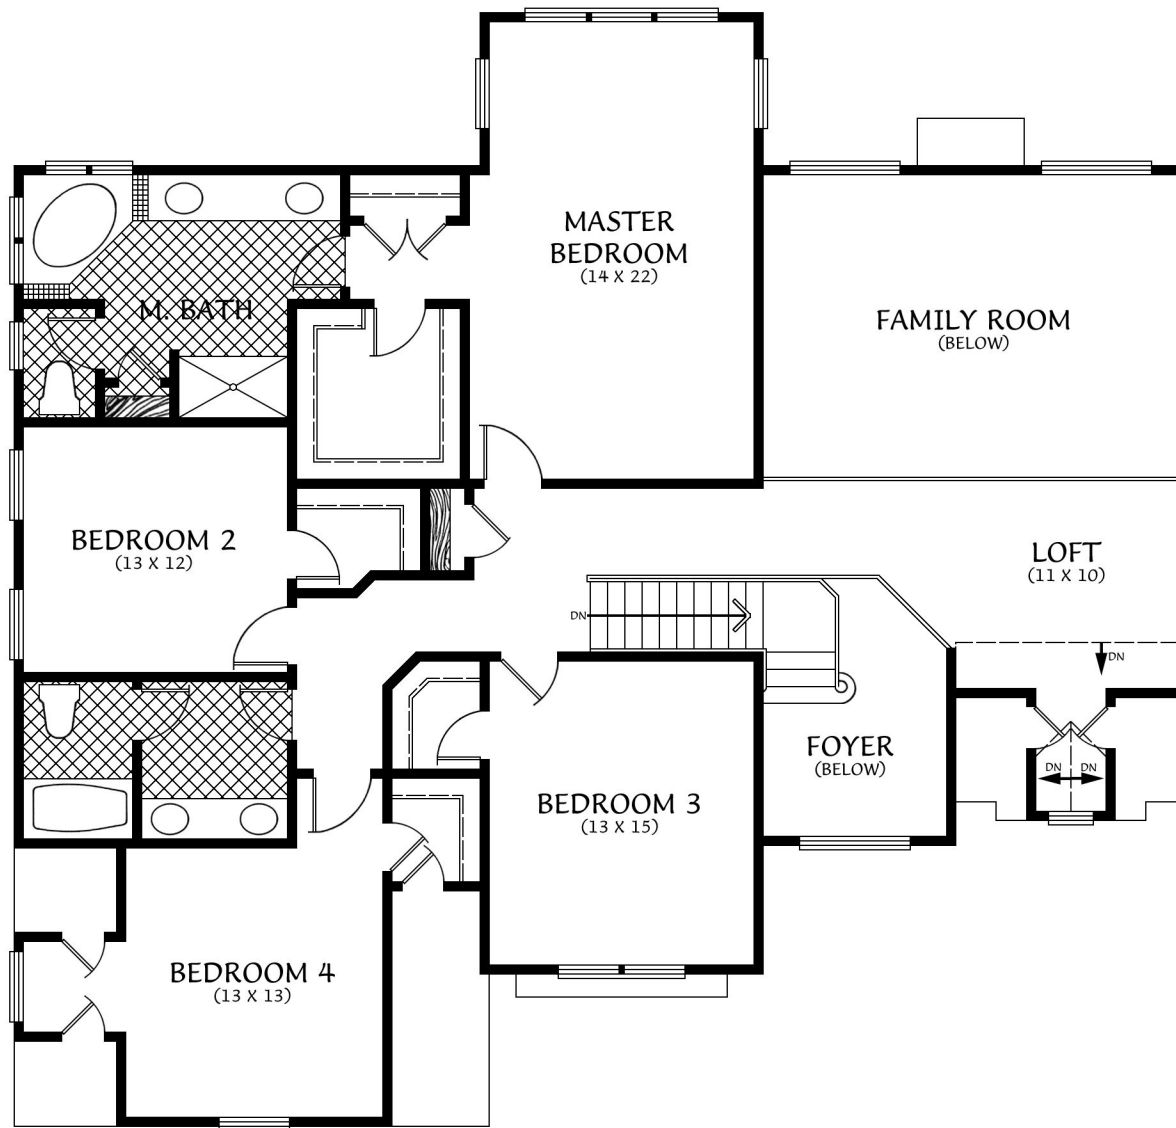 MASTER
BEDROOM
(14 X 22)
M. BATH
FAMILY ROOM
(BELOW)
BEDROOM 2
(13 X 12)
LOFT
(11 X 10)
DN
DN
FOYER
(BELOW)
DN
DN
BEDROOM 3
(13 X 15)
BEDROOM 4
(13 X 13)